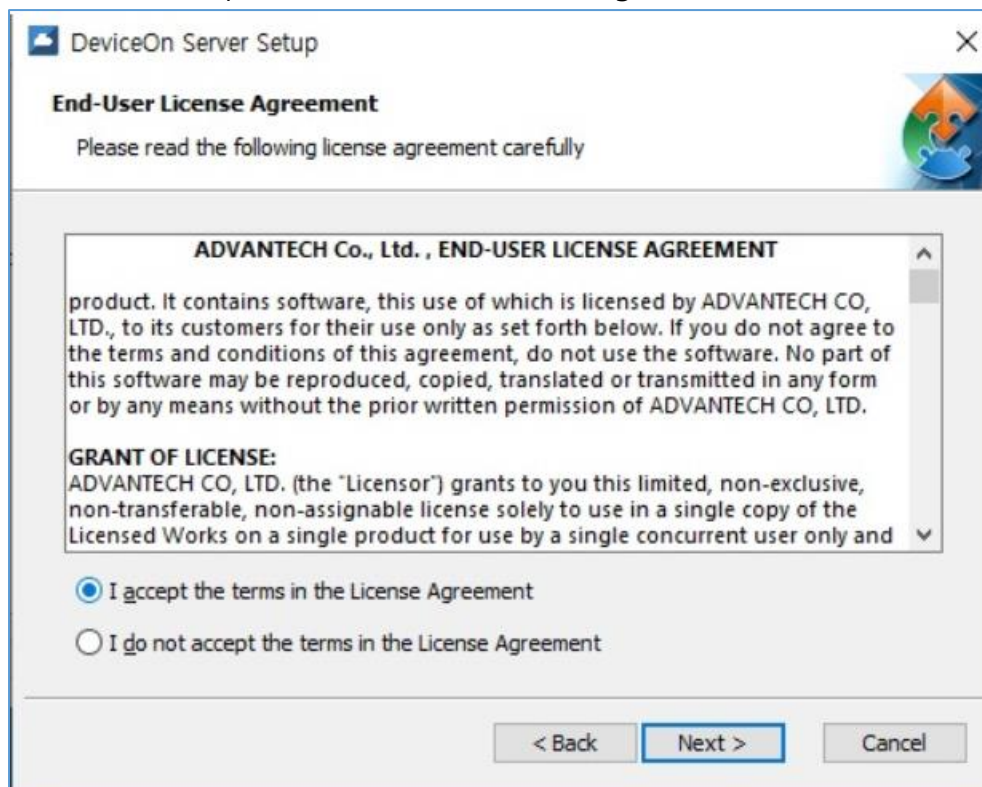 DeviceOn Server Setup
End-User License Agreement
Please read the following license agreement carefully
ADVANTECH Co., Ltd. , END-USER LICENSE AGREEMENT
product. It contains software, this use of which is licensed by ADVANTECH CO,
LTD., to its customers for their use only as set forth below. If you do not agree to
the terms and conditions of this agreement, do not use the software. No part of
this software may be reproduced, copied, translated or transmitted in any form
or by any means without the prior written permission of ADVANTECH CO, LTD.
GRANT OF LICENSE:
ADVANTECH CO, LTD. (the "Licensor") grants to you this limited, non-exclusive,
non-transferable, non-assignable license solely to use in a single copy of the
Licensed Works on a single product for use by a single concurrent user only and
I accept the terms in the License Agreement
I do not accept the terms in the License Agreement
< Back Next > Cancel